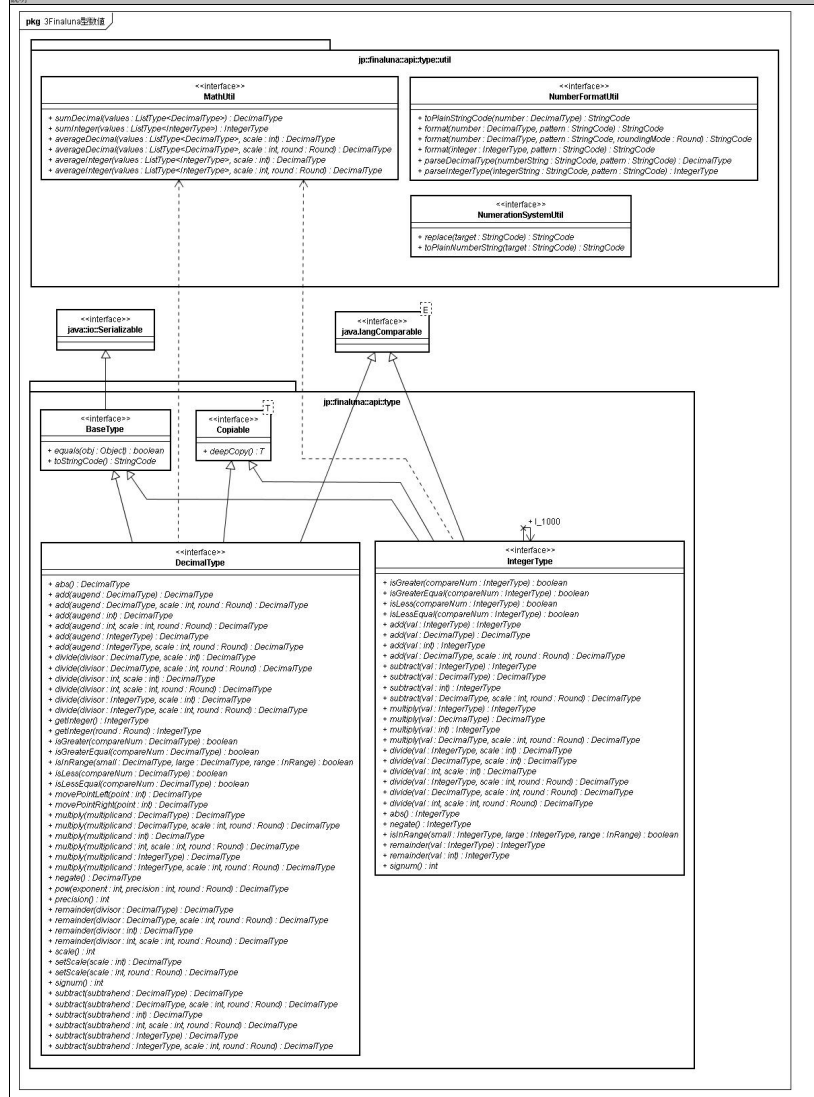 pkg 3Finaluna型数値
jp::finaluna::api::type::util
<<interface>>
MathUtil
+ sumDecimal(values : ListType<DecimalType>) : DecimalType
+ sumInteger(values : ListType<IntegerType>) : IntegerType
+ averageDecimal(values : ListType<DecimalType>, scale : int) : DecimalType
+ averageDecimal(values : ListType<DecimalType>, scale : int, round : Round) : DecimalType
+ averageInteger(values : ListType<IntegerType>, scale : int) : DecimalType
+ averageInteger(values : ListType<IntegerType>, scale : int, round : Round) : DecimalType
<<interface>>
NumberFormatUtil
+ toPlainStringCode(number : DecimalType) : StringCode
+ format(number : DecimalType, pattern : StringCode) : StringCode
+ format(number : DecimalType, pattern : StringCode, roundingMode : Round) : StringCode
+ format(integer : IntegerType, pattern : StringCode) : StringCode
+ parseDecimalType(numberString : StringCode, pattern : StringCode) : DecimalType
+ parseIntegerType(integerString : StringCode, pattern : StringCode) : IntegerType
<<interface>>
NumerationSystemUtil
+ replace(target : StringCode) : StringCode
+ toPlainNumberString(target : StringCode) : StringCode
<<interface>>
java::io::Serializable
E
<<interface>>
java.langComparable
jp::finaluna::api::type
<<interface>>
BaseType
+ equals(obj : Object) : boolean
+ toStringCode() : StringCode
T
<<interface>>
Copiable
+ deepCopy() : T
+ I_1000
<<interface>>
DecimalType
+ abs() : DecimalType
+ add(augend : DecimalType) : DecimalType
+ add(augend : DecimalType, scale : int, round : Round) : DecimalType
+ add(augend : int) : DecimalType
+ add(augend : int, scale : int, round : Round) : DecimalType
+ add(augend : IntegerType) : DecimalType
+ add(augend : IntegerType, scale : int, round : Round) : DecimalType
+ divide(divisor : DecimalType, scale : int) : DecimalType
+ divide(divisor : DecimalType, scale : int, round : Round) : DecimalType
+ divide(divisor : int, scale : int) : DecimalType
+ divide(divisor : int, scale : int, round : Round) : DecimalType
+ divide(divisor : IntegerType, scale : int) : DecimalType
+ divide(divisor : IntegerType, scale : int, round : Round) : DecimalType
+ getInteger() : IntegerType
+ getInteger(round : Round) : IntegerType
+ isGreater(compareNum : DecimalType) : boolean
+ isGreaterEqual(compareNum : DecimalType) : boolean
+ isInRange(small : DecimalType, large : DecimalType, range : InRange) : boolean
+ isLess(compareNum : DecimalType) : boolean
+ isLessEqual(compareNum : DecimalType) : boolean
+ movePointLeft(point : int) : DecimalType
+ movePointRight(point : int) : DecimalType
+ multiply(multiplicand : DecimalType) : DecimalType
+ multiply(multiplicand : DecimalType, scale : int, round : Round) : DecimalType
+ multiply(multiplicand : int) : DecimalType
+ multiply(multiplicand : int, scale : int, round : Round) : DecimalType
+ multiply(multiplicand : IntegerType) : DecimalType
+ multiply(multiplicand : IntegerType, scale : int, round : Round) : DecimalType
+ negate() : DecimalType
+ pow(exponent : int, precision : int, round : Round) : DecimalType
+ precision() : int
+ remainder(divisor : DecimalType) : DecimalType
+ remainder(divisor : DecimalType, scale : int, round : Round) : DecimalType
+ remainder(divisor : int) : DecimalType
+ remainder(divisor : int, scale : int, round : Round) : DecimalType
+ scale() : int
+ setScale(scale : int) : DecimalType
+ setScale(scale : int, round : Round) : DecimalType
+ signum() : int
+ subtract(subtrahend : DecimalType) : DecimalType
+ subtract(subtrahend : DecimalType, scale : int, round : Round) : DecimalType
+ subtract(subtrahend : int) : DecimalType
+ subtract(subtrahend : int, scale : int, round : Round) : DecimalType
+ subtract(subtrahend : IntegerType) : DecimalType
+ subtract(subtrahend : IntegerType, scale : int, round : Round) : DecimalType
<<interface>>
IntegerType
+ isGreater(compareNum : IntegerType) : boolean
+ isGreaterEqual(compareNum : IntegerType) : boolean
+ isLess(compareNum : IntegerType) : boolean
+ isLessEqual(compareNum : IntegerType) : boolean
+ add(val : IntegerType) : IntegerType
+ add(val : DecimalType) : DecimalType
+ add(val : int) : IntegerType
+ add(val : DecimalType, scale : int, round : Round) : DecimalType
+ subtract(val : IntegerType) : IntegerType
+ subtract(val : DecimalType) : DecimalType
+ subtract(val : int) : IntegerType
+ subtract(val : DecimalType, scale : int, round : Round) : DecimalType
+ multiply(val : IntegerType) : IntegerType
+ multiply(val : DecimalType) : DecimalType
+ multiply(val : int) : IntegerType
+ multiply(val : DecimalType, scale : int, round : Round) : DecimalType
+ divide(val : IntegerType, scale : int) : DecimalType
+ divide(val : DecimalType, scale : int) : DecimalType
+ divide(val : int, scale : int) : DecimalType
+ divide(val : IntegerType, scale : int, round : Round) : DecimalType
+ divide(val : DecimalType, scale : int, round : Round) : DecimalType
+ divide(val : int, scale : int, round : Round) : DecimalType
+ abs() : IntegerType
+ negate() : IntegerType
+ isInRange(small : IntegerType, large : IntegerType, range : InRange) : boolean
+ remainder(val : IntegerType) : IntegerType
+ remainder(val : int) : IntegerType
+ signum() : int